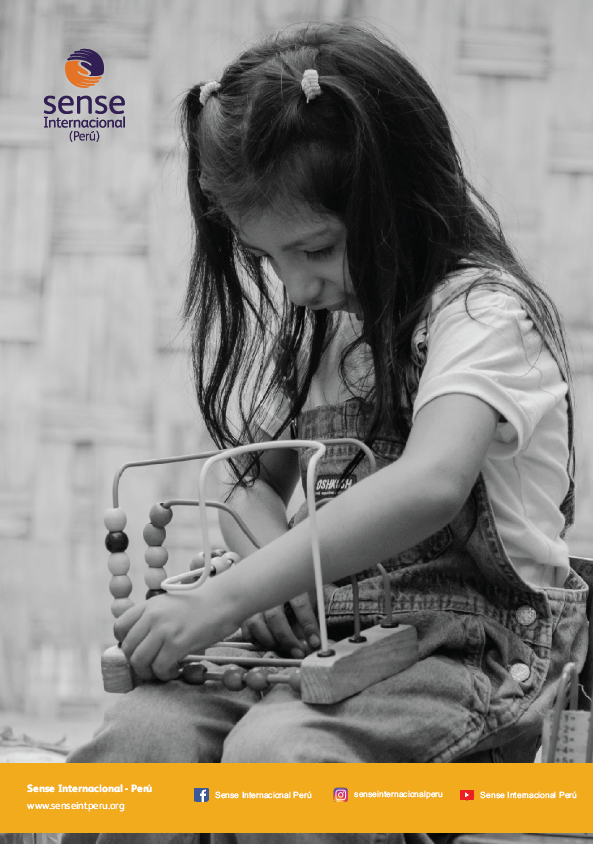 sense
Internacional
(Perú)
OSHKOSH
Sense Internacional - Perú
www.senseintperu.org
Sense Internacional Perú
senseinternacionalperu
Sense Internacional Perú